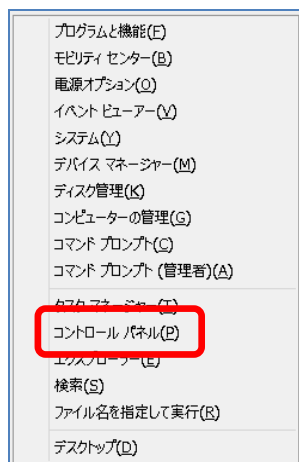 プログラムと機能(F)
モビリティ センター(B)
電源オプション(O)
イベント ビューアー(V)
システム(Y)
デバイス マネージャー(M)
ディスク管理(K)
コンピューターの管理(G)
コマンド プロンプト(C)
コマンド プロンプト (管理者)(A)
タスク マネージャー(T)
コントロール パネル(P)
エクスプローラー(E)
検索(S)
ファイル名を指定して実行(R)
デスクトップ(D)